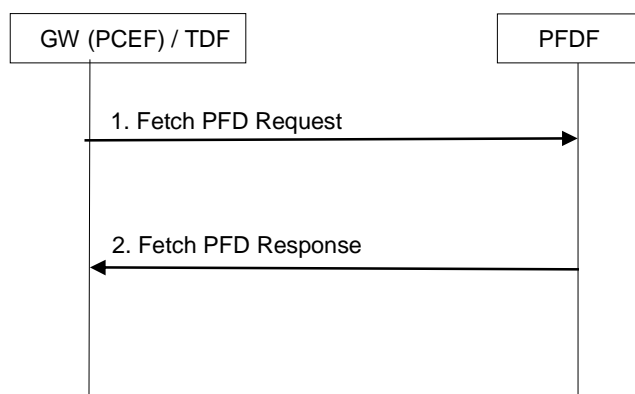 GW (PCEF) / TDF
PFDF
1. Fetch PFD Request
2. Fetch PFD Response